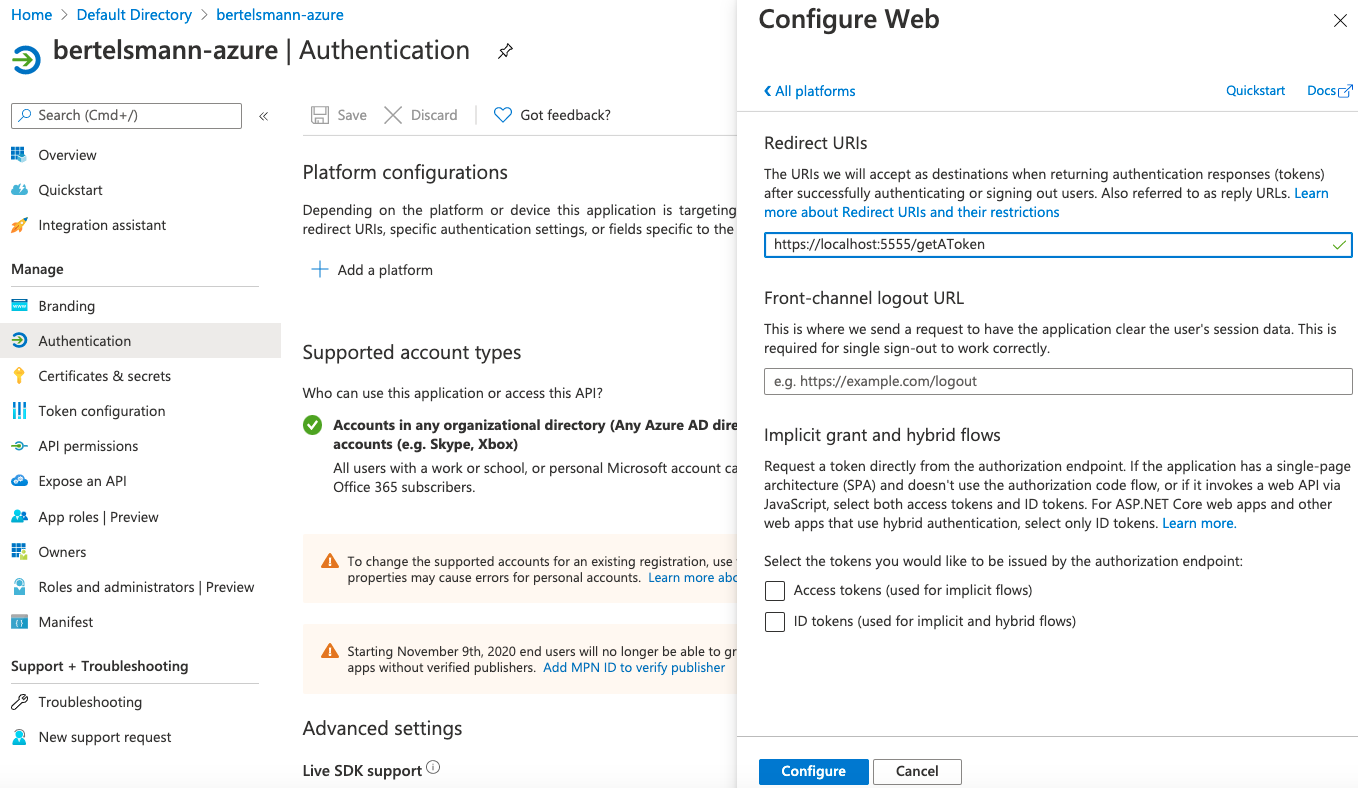 Home > Default Directory > bertelsmann-azure
bertelsmann-azure | Authentication
Search (Cmd+/)
«
Overview
Quickstart
Integration assistant
Manage
Branding
Authentication
Certificates & secrets
Token configuration
API permissions
Expose an API
App roles | Preview
Owners
Roles and administrators | Preview
Manifest
Support + Troubleshooting
Troubleshooting
New support request
Save
Discard
Got feedback?
Platform configurations
Depending on the platform or device this application is targeting
redirect URIs, specific authentication settings, or fields specific to the
Add a platform
Supported account types
Who can use this application or access this API?
Accounts in any organizational directory (Any Azure AD dire
accounts (e.g. Skype, Xbox)
All users with a work or school, or personal Microsoft account ca
Office 365 subscribers.
To change the supported accounts for an existing registration, use
properties may cause errors for personal accounts. Learn more abo
Starting November 9th, 2020 end users will no longer be able to gr
apps without verified publishers. Add MPN ID to verify publisher
Advanced settings
Live SDK support
Configure Web
All platforms
Quickstart
Docs
Redirect URIs
The URIs we will accept as destinations when returning authentication responses (tokens)
after successfully authenticating or signing out users. Also referred to as reply URLs. Learn
more about Redirect URIs and their restrictions
https://localhost:5555/getAToken
Front-channel logout URL
This is where we send a request to have the application clear the user's session data. This is
required for single sign-out to work correctly.
e.g. https://example.com/logout
Implicit grant and hybrid flows
Request a token directly from the authorization endpoint. If the application has a single-page
architecture (SPA) and doesn't use the authorization code flow, or if it invokes a web API via
JavaScript, select both access tokens and ID tokens. For ASP.NET Core web apps and other
web apps that use hybrid authentication, select only ID tokens. Learn more.
Select the tokens you would like to be issued by the authorization endpoint:
Access tokens (used for implicit flows)
ID tokens (used for implicit and hybrid flows)
Configure
Cancel